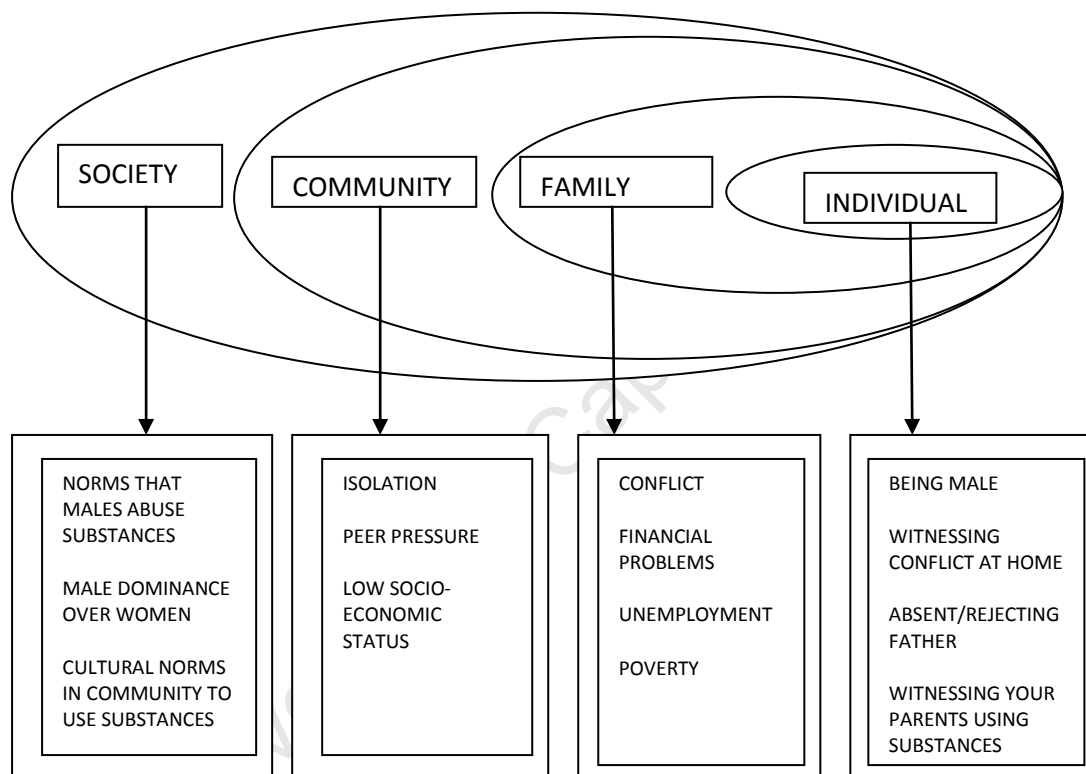 SOCIETY
COMMUNITY
FAMILY
INDIVIDUAL
NORMS THAT
MALES ABUSE
SUBSTANCES
MALE DOMINANCE
OVER WOMEN
CULTURAL NORMS
IN COMMUNITY TO
USE SUBSTANCES
ISOLATION
PEER PRESSURE
LOW SOCIO-
ECONOMIC
STATUS
CONFLICT
FINANCIAL
PROBLEMS
UNEMPLOYMENT
POVERTY
BEING MALE
WITNESSING
CONFLICT AT HOME
ABSENT/REJECTING
FATHER
WITNESSING YOUR
PARENTS USING
SUBSTANCES